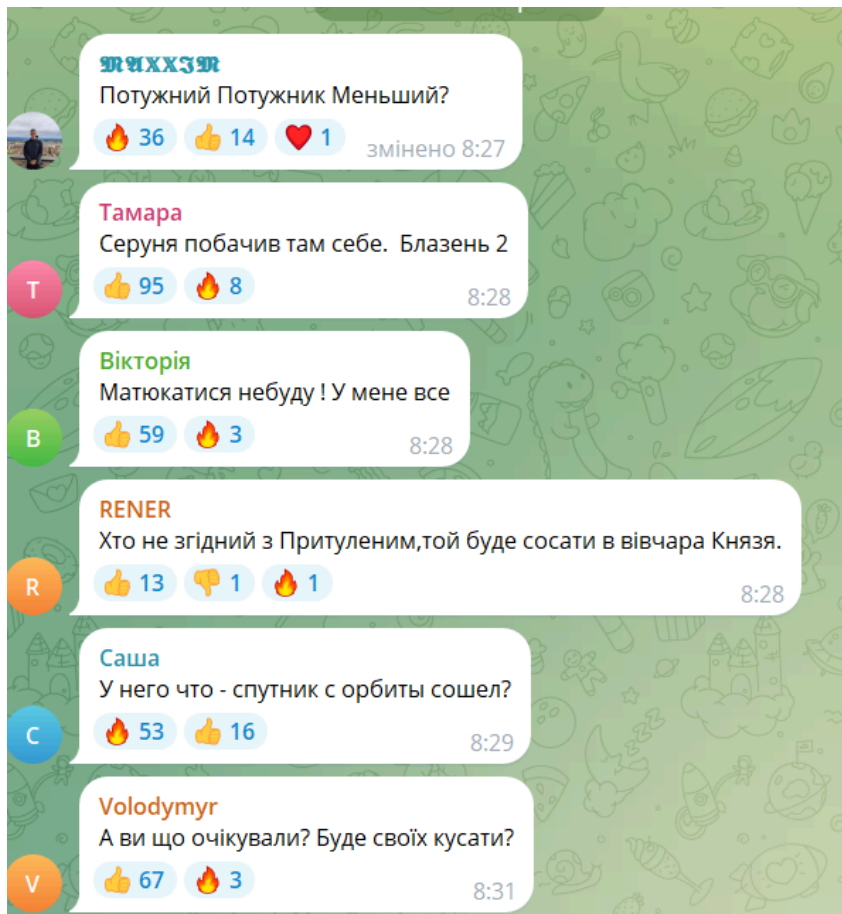 𝕸𝕬𝖃𝖃𝕴𝕸
Потужний Потужник Меньший?
🔥 36 👍 14 ❤️ 1 змінено 8:27
Тамара
Серуня побачив там себе. Блазень 2
Т
👍 95 🔥 8 8:28
Вікторія
Матюкатися небуду ! У мене все
В
👍 59 🔥 3 8:28
RENER
Хто не згідний з Притуленим,той буде сосати в вівчара Князя.
R
👍 13 👎 1 🔥 1 8:28
Саша
У него что - спутник с орбиты сошел?
С
🔥 53 👍 16 8:29
Volodymyr
А ви що очікували? Буде своїх кусати?
V
👍 67 🔥 3 8:31